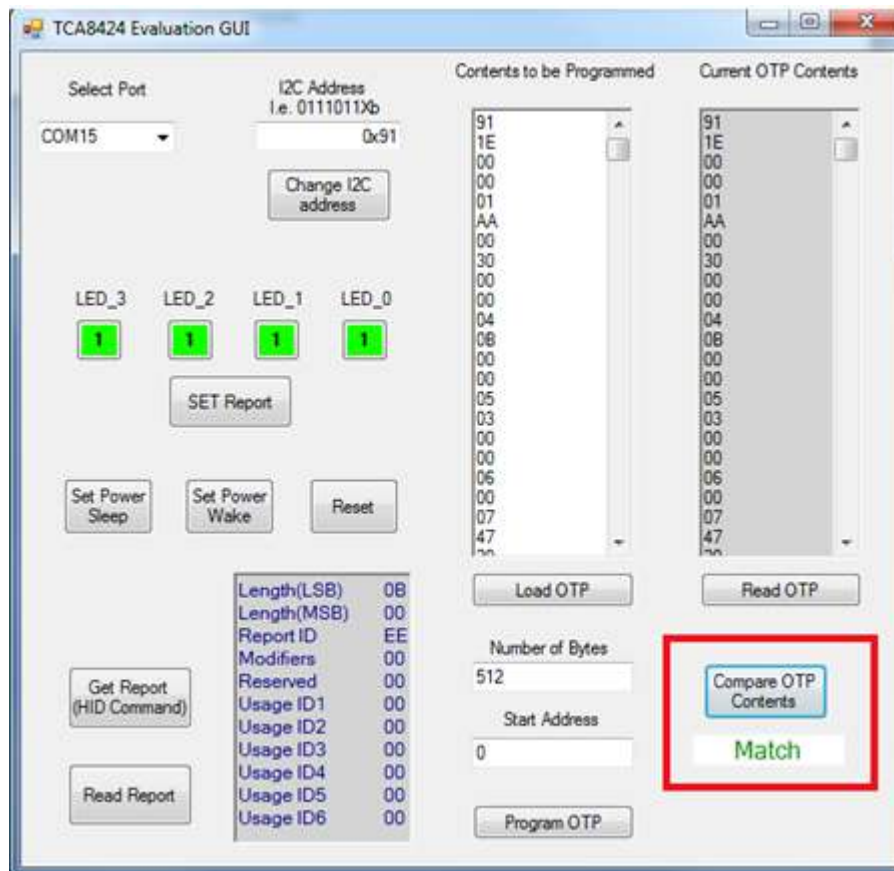 TCA8424 Evaluation GUI
Select Port
COM15
I2C Address
I.e. 0111011Xb
0x91
Change I2C
address
LED_3 LED_2 LED_1 LED_0
1 1 1 1
SET Report
Set Power
Sleep
Set Power
Wake
Reset
Get Report
(HID Command)
Read Report
Length(LSB) 0B
Length(MSB) 00
Report ID EE
Modifiers 00
Reserved 00
Usage ID1 00
Usage ID2 00
Usage ID3 00
Usage ID4 00
Usage ID5 00
Usage ID6 00
Contents to be Programmed
91
1E
00
00
01
AA
00
30
00
00
04
0B
00
00
05
03
00
00
06
00
07
47
Load OTP
Number of Bytes
512
Start Address
0
Program OTP
Current OTP Contents
91
1E
00
00
01
AA
00
30
00
00
04
0B
00
00
05
03
00
00
06
00
07
47
Read OTP
Compare OTP
Contents
Match